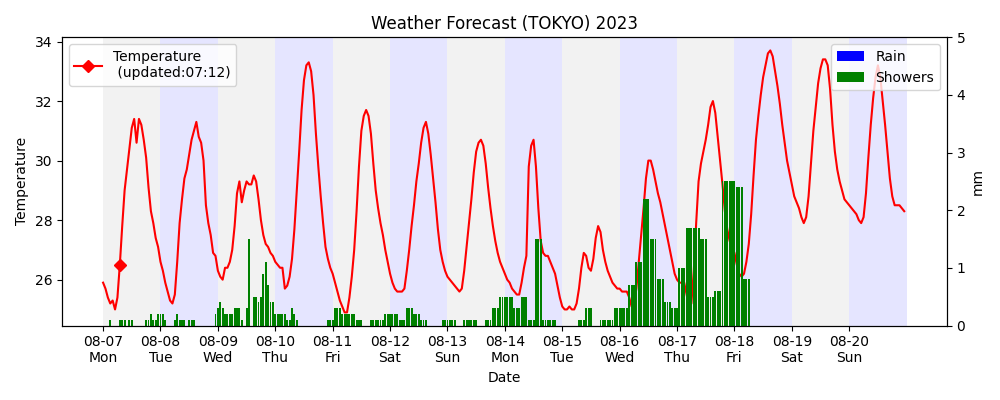 Weather Forecast (TOKYO) 2023
Temperature
(updated:07:12)
Rain
Showers
Temperature
34
32
30
28
26
5
4
3
2
1
0
mm
08-07 08-08 08-09 08-10 08-11 08-12 08-13 08-14 08-15 08-16 08-17 08-18 08-19 08-20
Mon Tue Wed Thu Fri Sat Sun Mon Tue Wed Thu Fri Sat Sun
Date